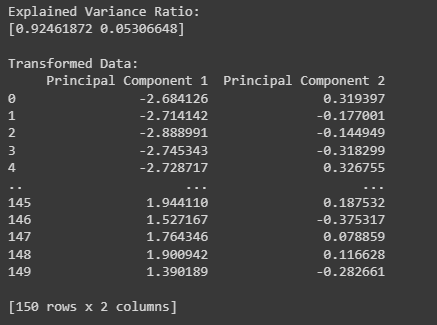 Explained Variance Ratio:
[0.92461872 0.05306648]
Transformed Data:
Principal Component 1 Principal Component 2
0 -2.684126 0.319397
1 -2.714142 -0.177001
2 -2.888991 -0.144949
3 -2.745343 -0.318299
4 -2.728717 0.326755
.. ... ...
145 1.944110 0.187532
146 1.527167 -0.375317
147 1.764346 0.078859
148 1.900942 0.116628
149 1.390189 -0.282661
[150 rows x 2 columns]